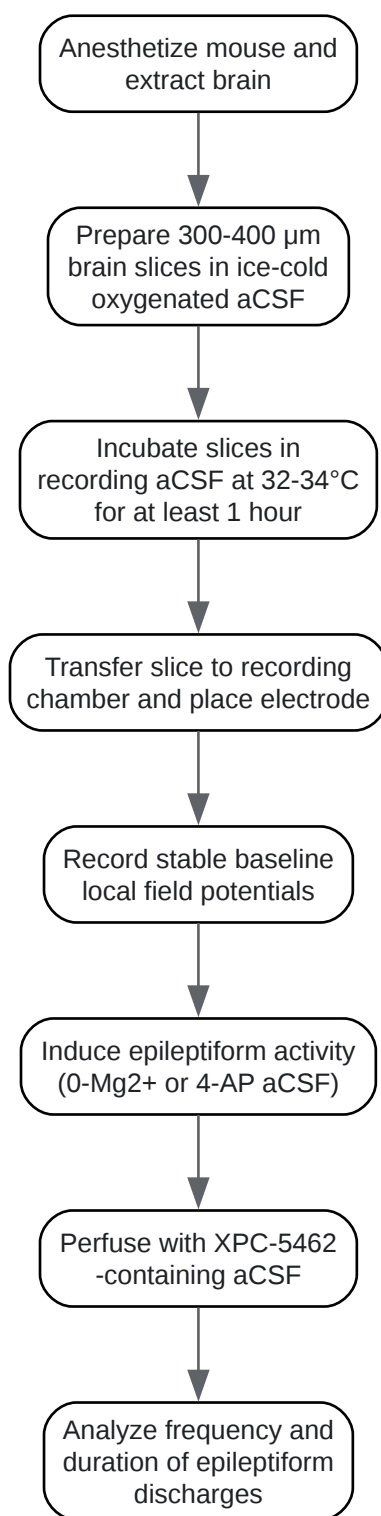 Anesthetize mouse and
extract brain
Prepare 300-400 μm
brain slices in ice-cold
oxygenated aCSF
Incubate slices in
recording aCSF at 32-34°C
for at least 1 hour
Transfer slice to recording
chamber and place electrode
Record stable baseline
local field potentials
Induce epileptiform activity
(0-Mg2+ or 4-AP aCSF)
Perfuse with XPC-5462
-containing aCSF
Analyze frequency and
duration of epileptiform
discharges